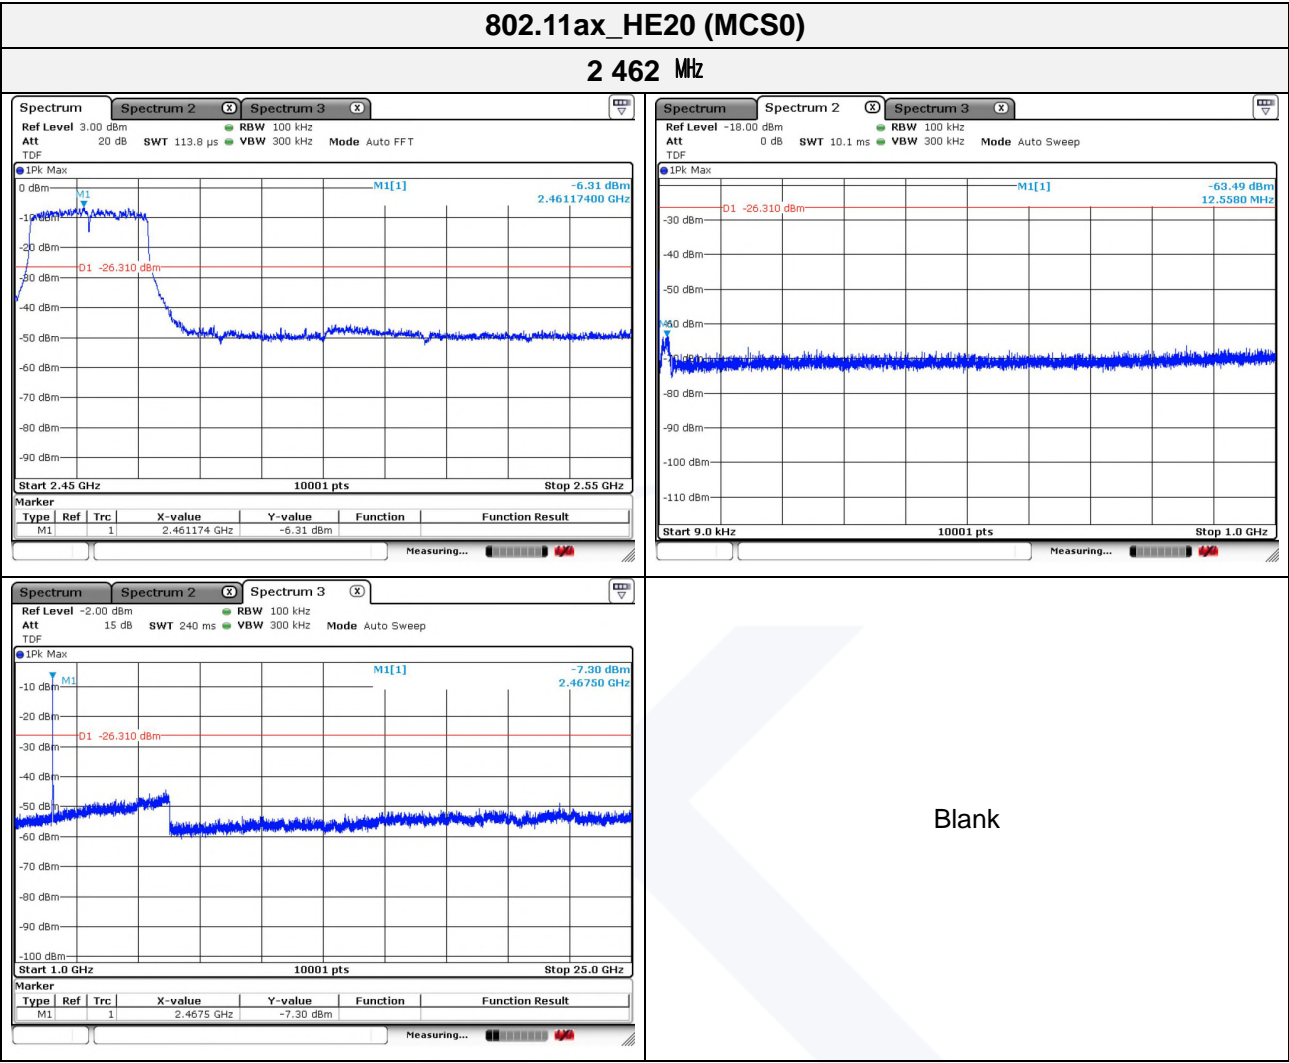 802.11ax_HE20 (MCS0)
2 462 ㎒
Spectrum Spectrum 2 X Spectrum 3 X
Ref Level 3.00 dBm RBW 100 kHz
Att 20 dB SWT 113.8 µs VBW 300 kHz Mode Auto FFT
TDF
1Pk Max
M1[1] -6.31 dBm
2.46117400 GHz
0 dBm
M1
-10 dBm
-20 dBm
D1 -26.310 dBm
-30 dBm
-40 dBm
-50 dBm
-60 dBm
-70 dBm
-80 dBm
-90 dBm
Start 2.45 GHz 10001 pts Stop 2.55 GHz
Marker
Type Ref Trc X-value Y-value Function Function Result
M1 1 2.461174 GHz -6.31 dBm
Measuring...
Spectrum Spectrum 2 X Spectrum 3 X
Ref Level -18.00 dBm RBW 100 kHz
Att 0 dB SWT 10.1 ms VBW 300 kHz Mode Auto Sweep
TDF
1Pk Max
M1[1] -63.49 dBm
12.5580 MHz
D1 -26.310 dBm
-30 dBm
-40 dBm
-50 dBm
M1
-60 dBm
-70 dBm
-80 dBm
-90 dBm
-100 dBm
-110 dBm
Start 9.0 kHz 10001 pts Stop 1.0 GHz
Measuring...
Spectrum Spectrum 2 X Spectrum 3 X
Ref Level -2.00 dBm RBW 100 kHz
Att 15 dB SWT 240 ms VBW 300 kHz Mode Auto Sweep
TDF
1Pk Max
M1[1] -7.30 dBm
2.46750 GHz
M1
-10 dBm
-20 dBm
D1 -26.310 dBm
-30 dBm
-40 dBm
-50 dBm
-60 dBm
-70 dBm
-80 dBm
-90 dBm
-100 dBm
Start 1.0 GHz 10001 pts Stop 25.0 GHz
Marker
Type Ref Trc X-value Y-value Function Function Result
M1 1 2.4675 GHz -7.30 dBm
Measuring...
Blank